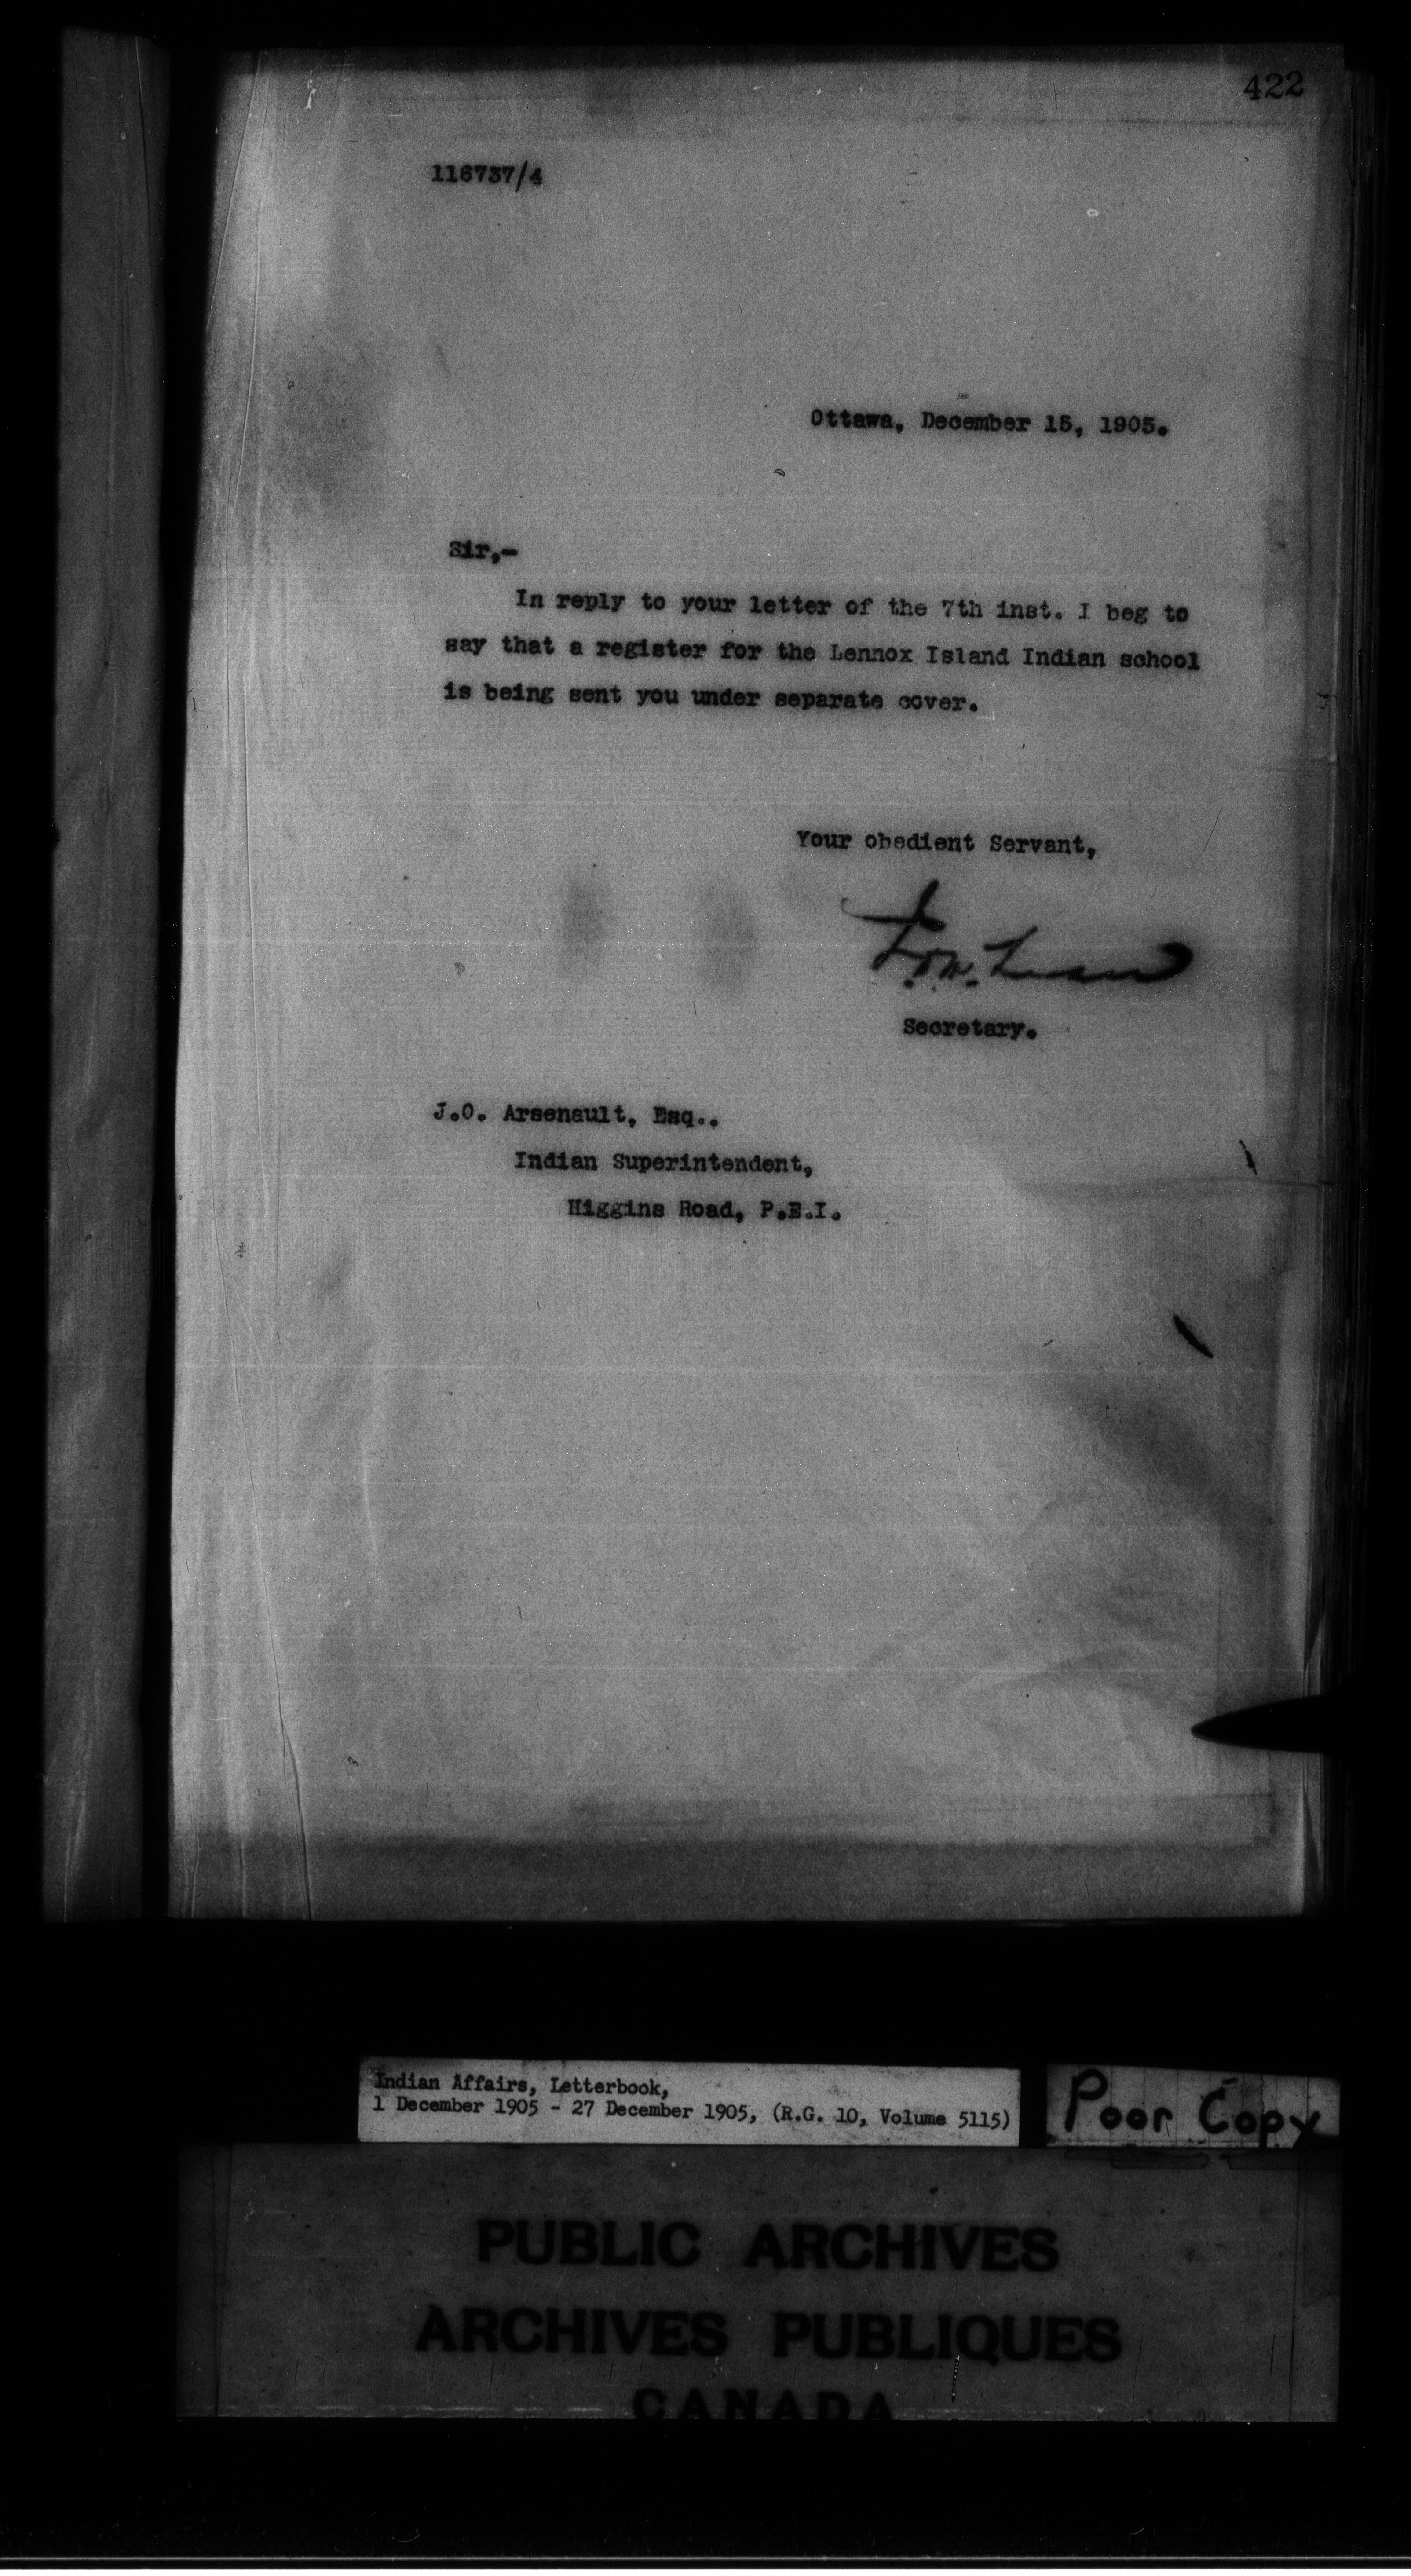 422
116737/4
Ottawa, December 15, 1905.
Sir,-
In reply to your letter of the 7th inst. I beg to
say that a register for the Lennox Island Indian school
is being sent you under separate cover.
Your obedient Servant,
Secretary.
J.O. Arsenault, Esq.,
Indian Superintendent,
Higgins Road, P.E.I.
Indian Affairs, Letterbook,
1 December 1905 - 27 December 1905, (R.G. 10, Volume 5115)
Poor Copy
PUBLIC ARCHIVES
ARCHIVES PUBLIQUES
CANADA